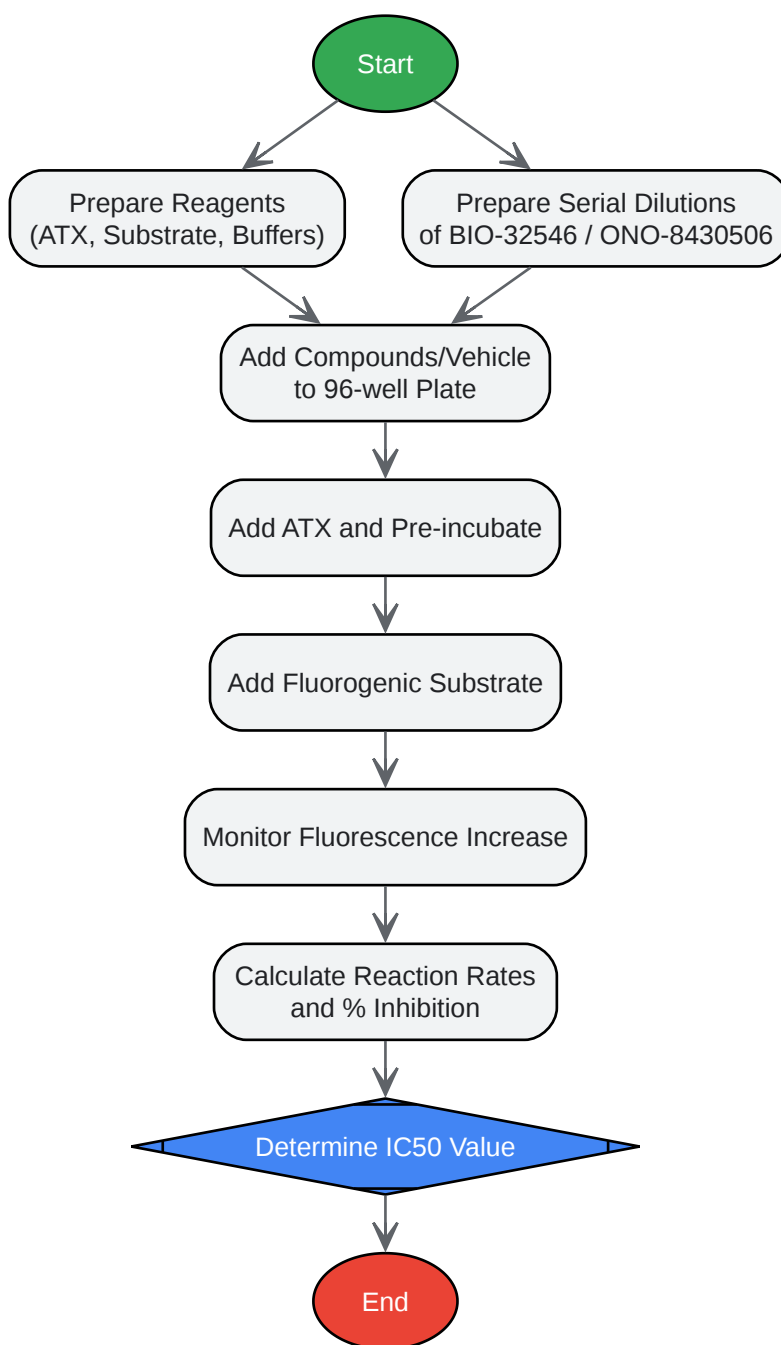 Start
Prepare Reagents
(ATX, Substrate, Buffers)
Prepare Serial Dilutions
of BIO-32546 / ONO-8430506
Add Compounds/Vehicle
to 96-well Plate
Add ATX and Pre-incubate
Add Fluorogenic Substrate
Monitor Fluorescence Increase
Calculate Reaction Rates
and % Inhibition
Determine IC50 Value
End